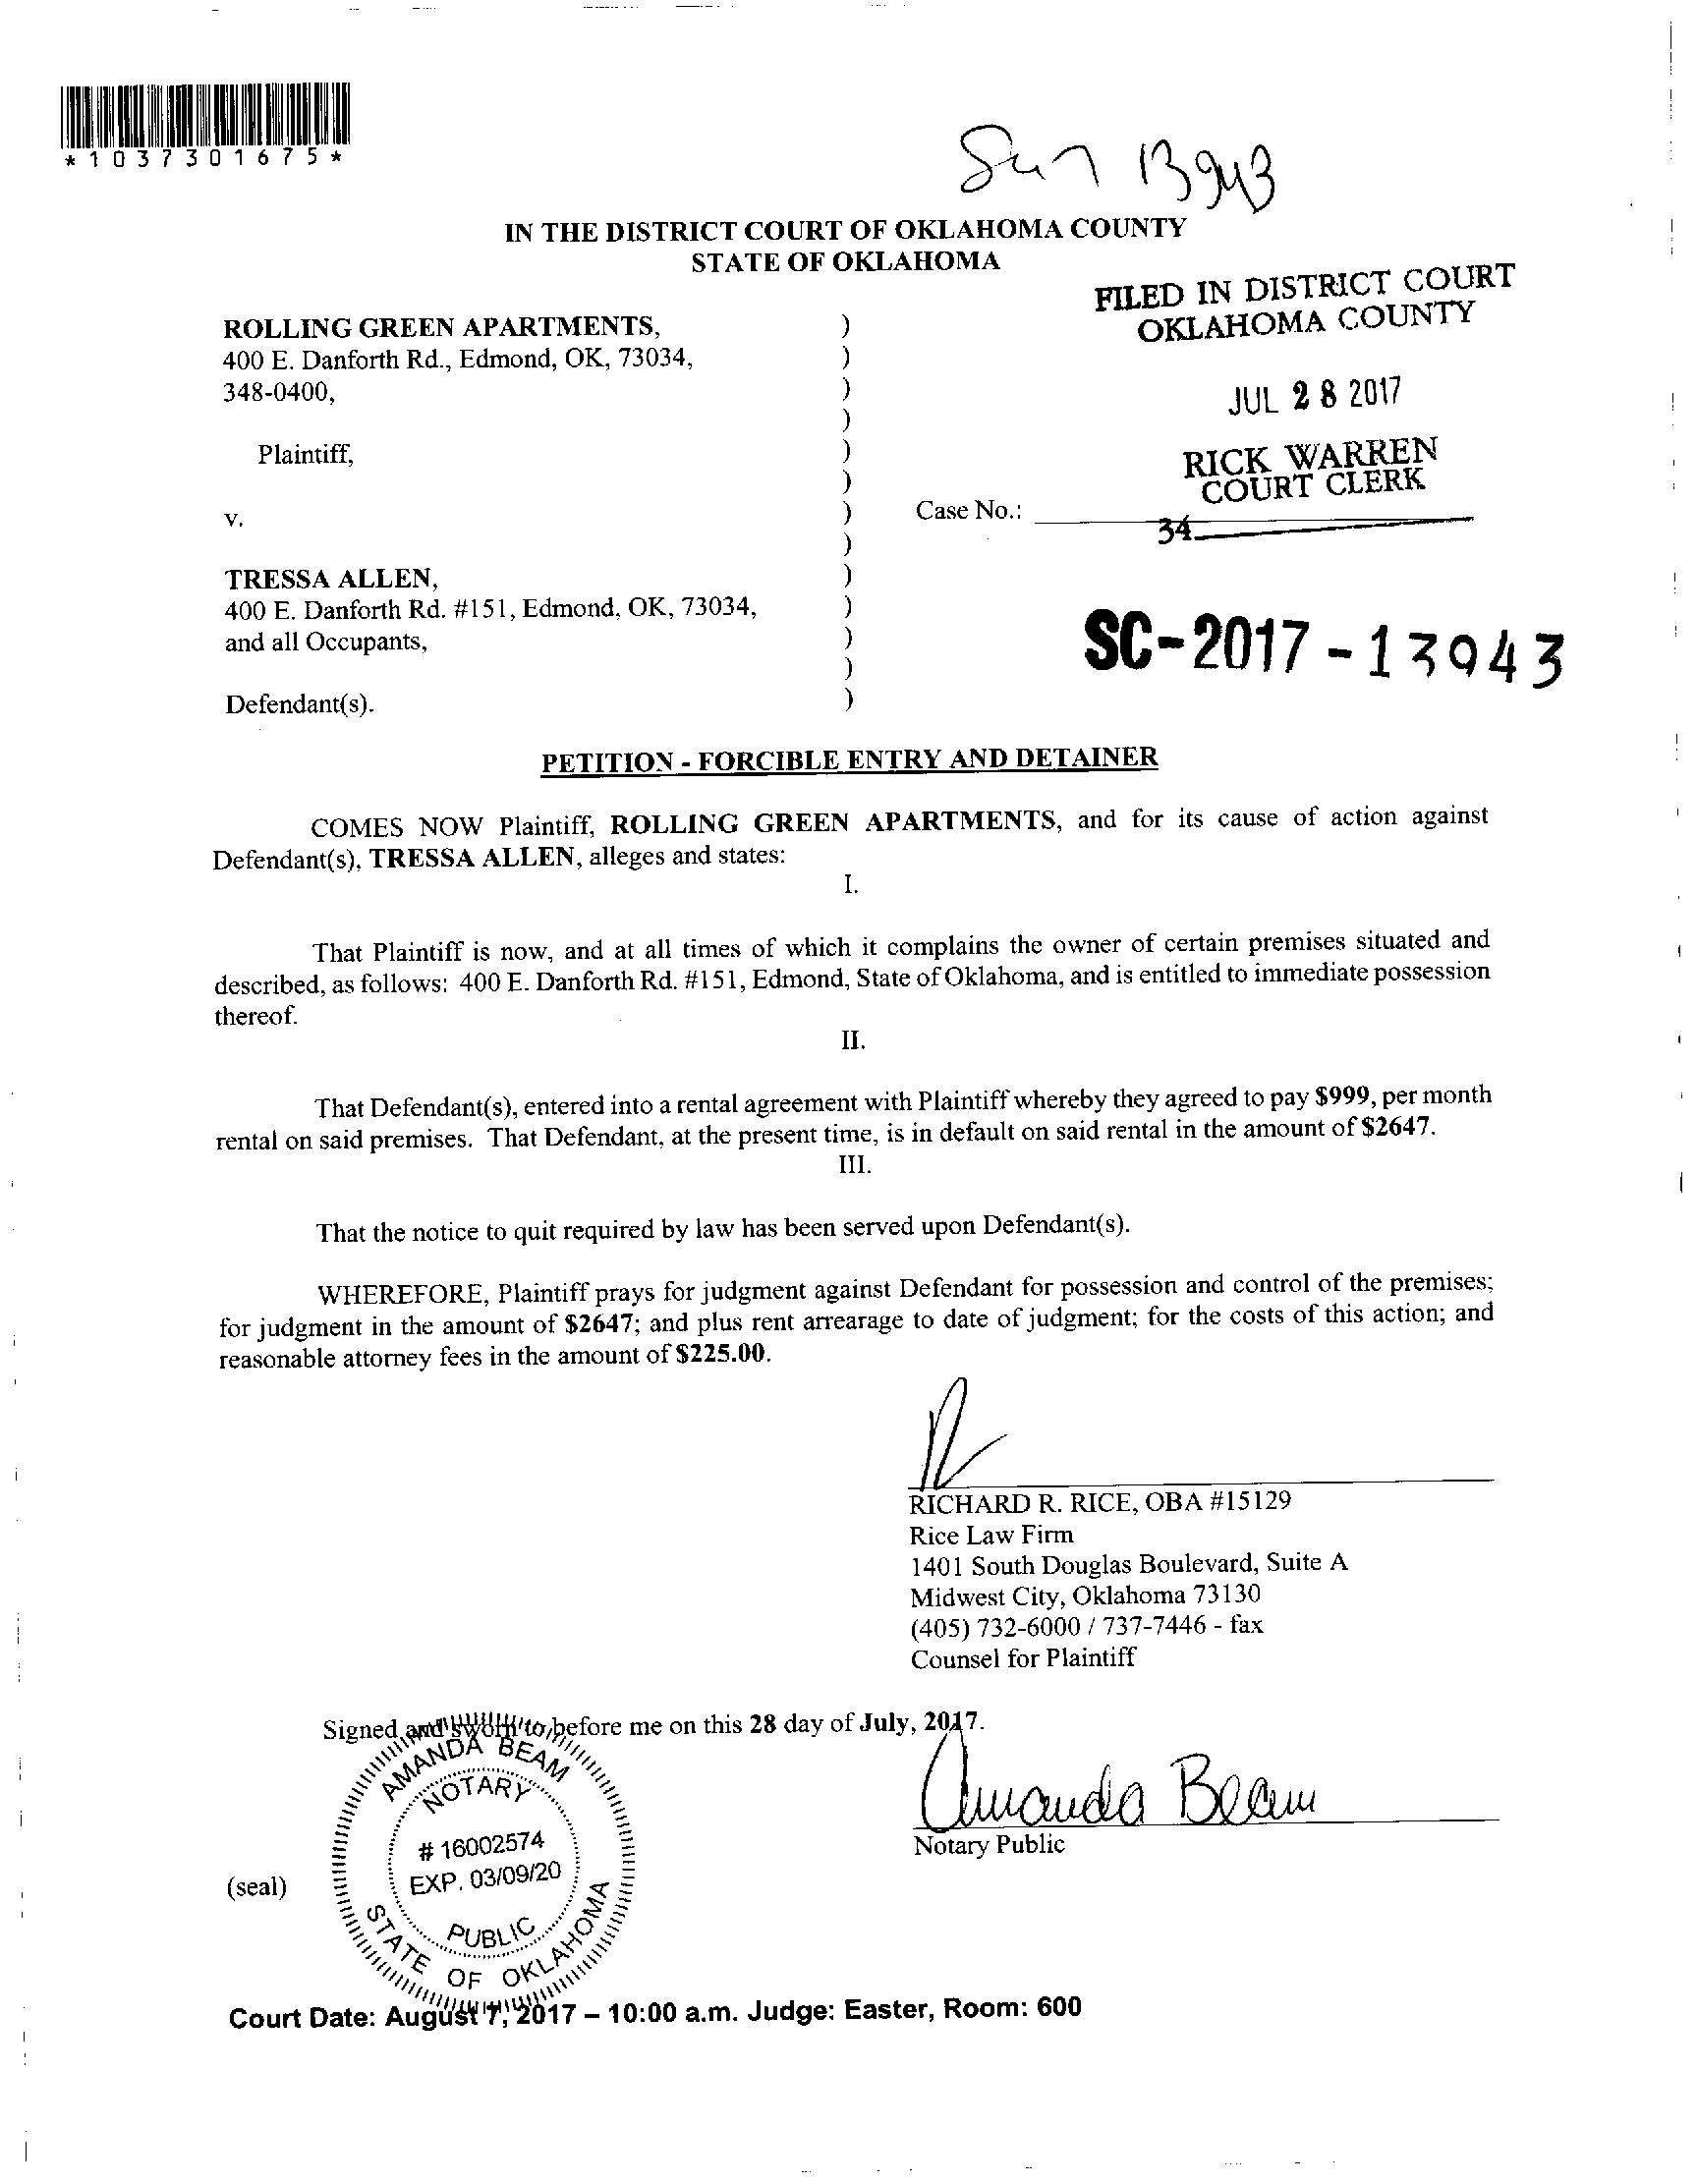 *1037301675*
IN THE DISTRICT COURT OF OKLAHOMA COUNTY
STATE OF OKLAHOMA
FILED IN DISTRICT COURT
OKLAHOMA COUNTY
JUL 28 2017
RICK WARREN
COURT CLERK
34
ROLLING GREEN APARTMENTS, )
400 E. Danforth Rd., Edmond, OK, 73034, )
348-0400, )
)
Plaintiff, )
)
v. ) Case No.:
)
TRESSA ALLEN, )
400 E. Danforth Rd. #151, Edmond, OK, 73034, )
and all Occupants, )
)
Defendant(s). )
SC-2017-13943
PETITION - FORCIBLE ENTRY AND DETAINER
COMES NOW Plaintiff, ROLLING GREEN APARTMENTS, and for its cause of action against
Defendant(s), TRESSA ALLEN, alleges and states:
I.
That Plaintiff is now, and at all times of which it complains the owner of certain premises situated and
described, as follows: 400 E. Danforth Rd. #151, Edmond, State of Oklahoma, and is entitled to immediate possession
thereof.
II.
That Defendant(s), entered into a rental agreement with Plaintiff whereby they agreed to pay $999, per month
rental on said premises. That Defendant, at the present time, is in default on said rental in the amount of $2647.
III.
That the notice to quit required by law has been served upon Defendant(s).
WHEREFORE, Plaintiff prays for judgment against Defendant for possession and control of the premises;
for judgment in the amount of $2647; and plus rent arrearage to date of judgment; for the costs of this action; and
reasonable attorney fees in the amount of $225.00.
RICHARD R. RICE, OBA #15129
Rice Law Firm
1401 South Douglas Boulevard, Suite A
Midwest City, Oklahoma 73130
(405) 732-6000 / 737-7446 - fax
Counsel for Plaintiff
Signed and sworn to before me on this 28 day of July, 2017.
Amanda Beam
Notary Public
(seal)
AMANDA BEAM
NOTARY
# 16002574
EXP. 03/09/20
PUBLIC
STATE OF OKLAHOMA
Court Date: August 7, 2017 – 10:00 a.m. Judge: Easter, Room: 600